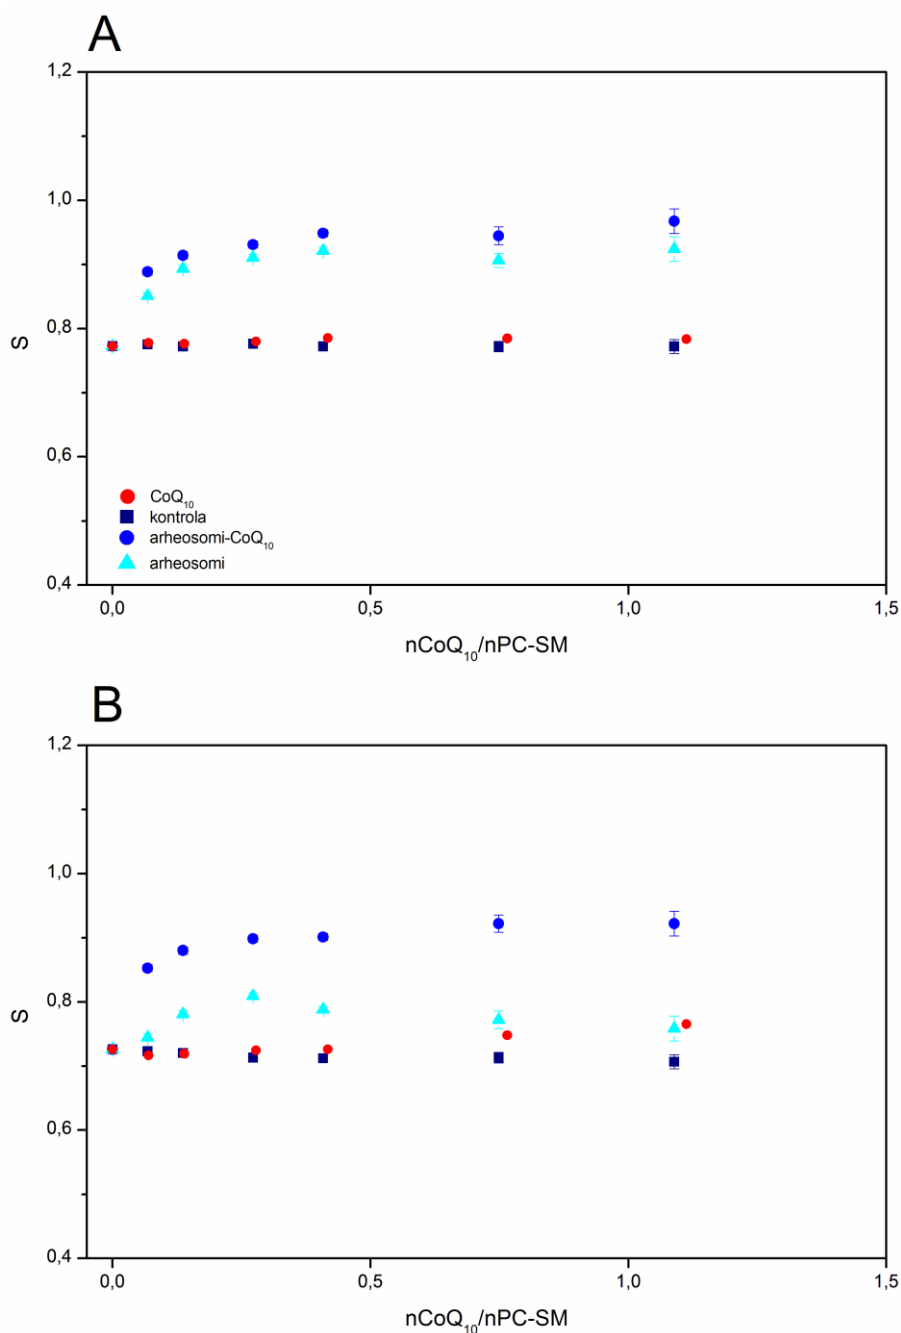 A
1,2
1,0
0,8
S
0,6
CoQ₁₀
kontrola
arheosomi-CoQ₁₀
arheosomi
0,4
0,0 0,5 1,0 1,5
nCoQ₁₀/nPC-SM
B
1,2
1,0
0,8
S
0,6
0,4
0,0 0,5 1,0 1,5
nCoQ₁₀/nPC-SM